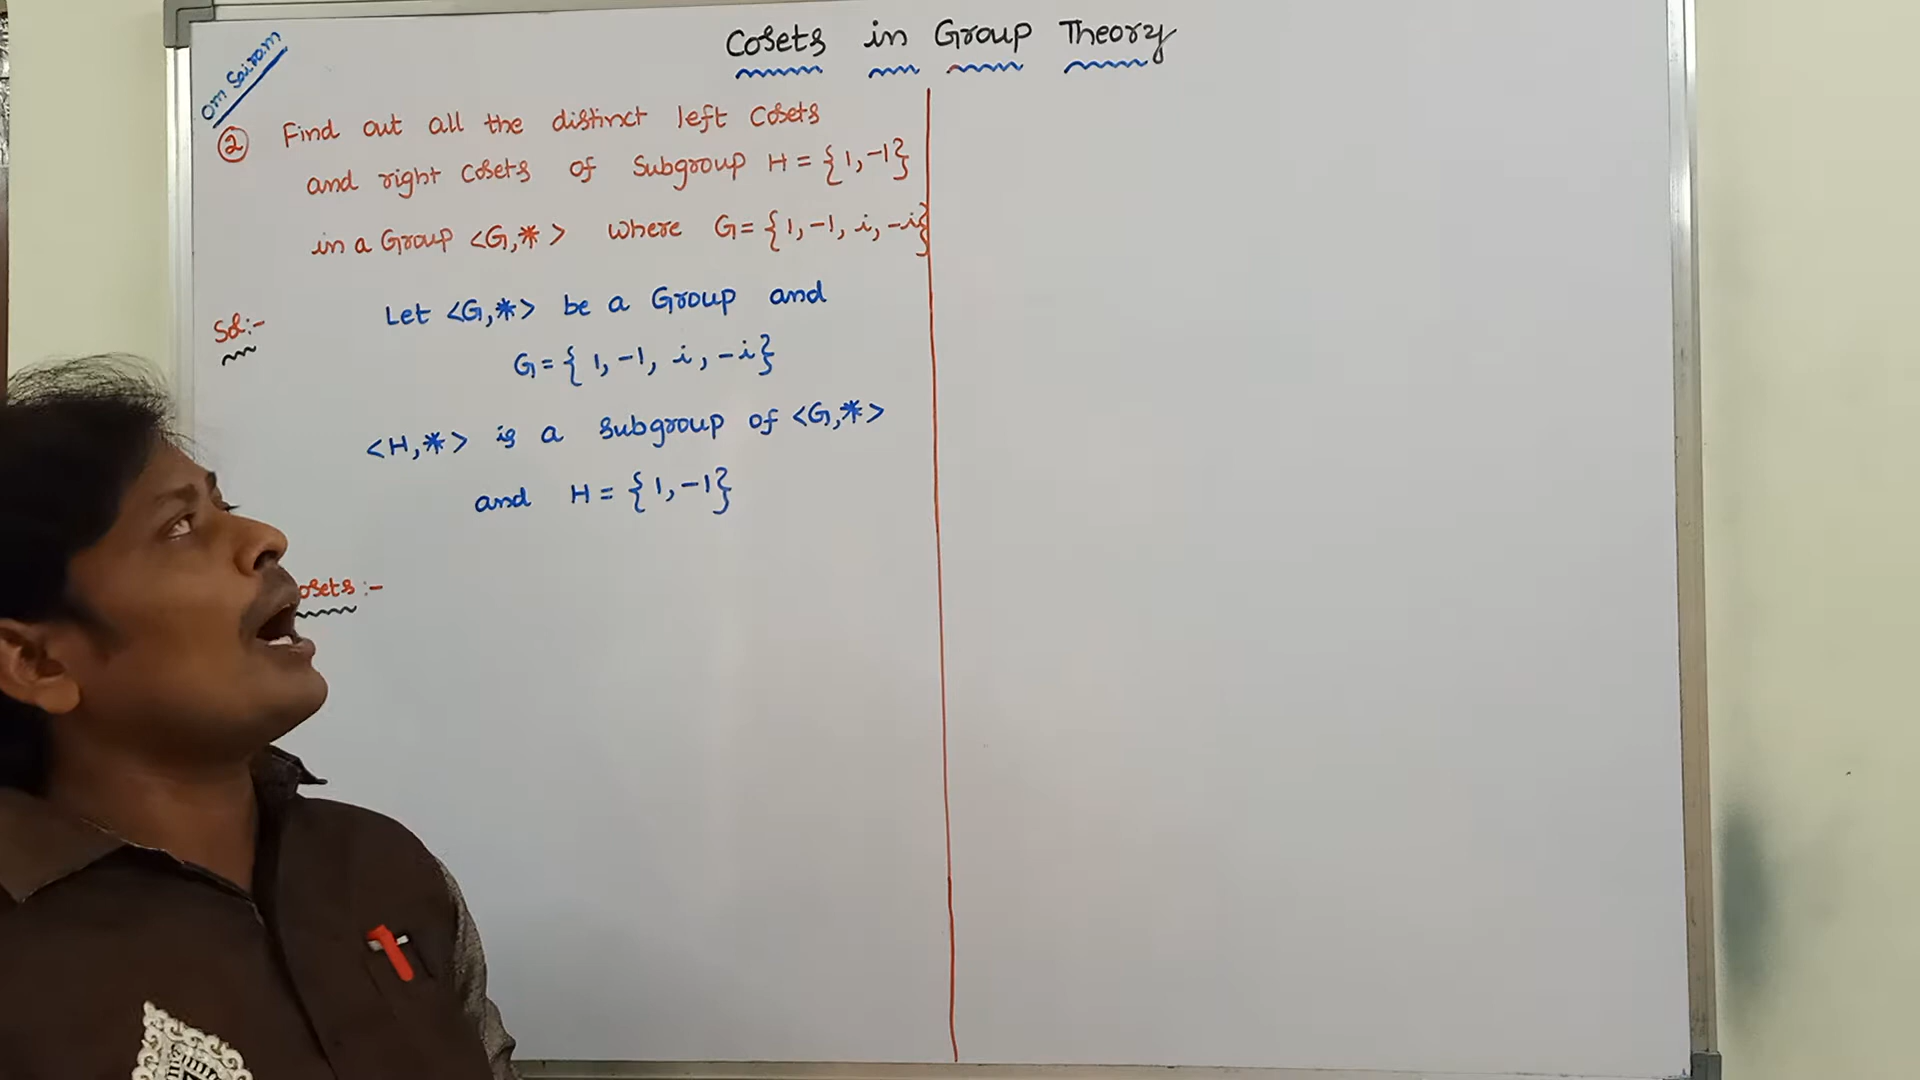 Cosets in Group Theory
Om Sairam
② Find out all the distinct left Cosets
and right Cosets of Subgroup H = {1, -1}
in a Group <G,*> where G = {1, -1, i, -i}
Sol:-
Let <G,*> be a Group and
G = {1, -1, i, -i}
<H,*> is a Subgroup of <G,*>
and H = {1, -1}
osets :-